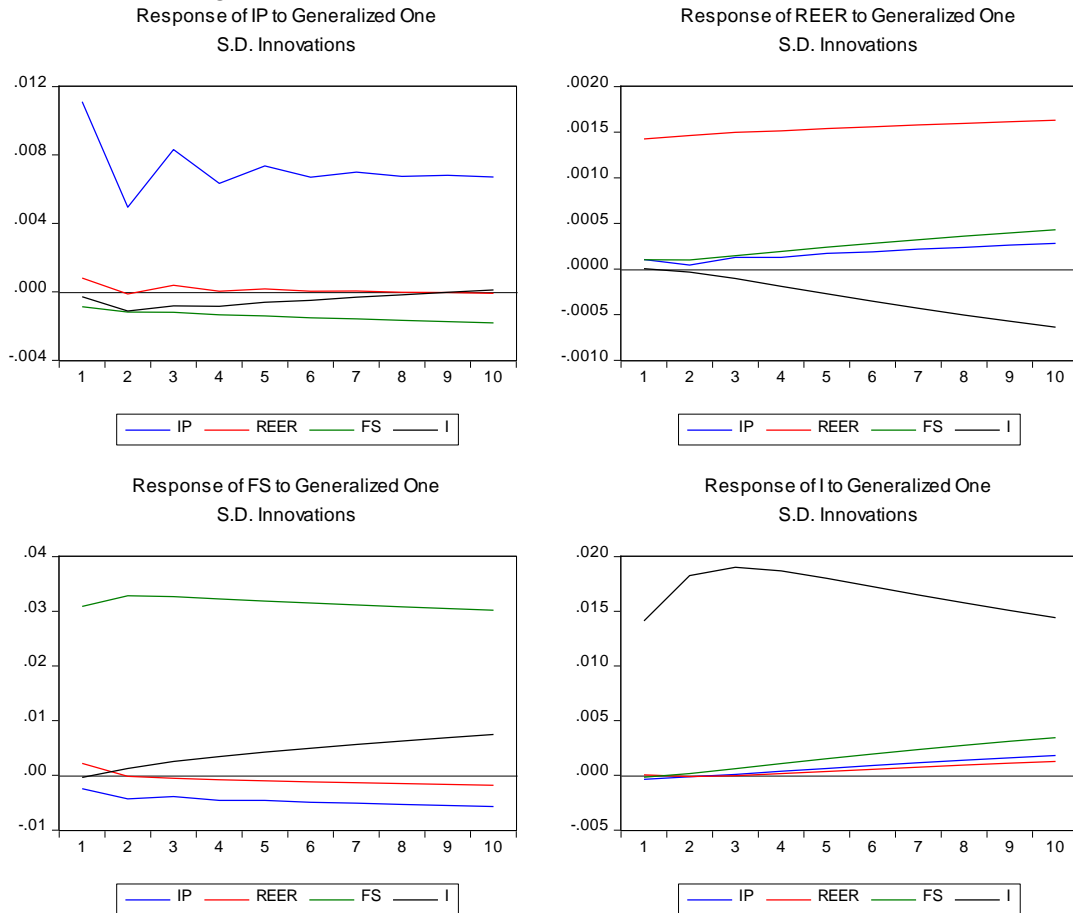 Response of IP to Generalized One
S.D. Innovations
.012
.008
.004
.000
-.004
1 2 3 4 5 6 7 8 9 10
IP REER FS I
Response of REER to Generalized One
S.D. Innovations
.0020
.0015
.0010
.0005
.0000
-.0005
-.0010
1 2 3 4 5 6 7 8 9 10
IP REER FS I
Response of FS to Generalized One
S.D. Innovations
.04
.03
.02
.01
.00
-.01
1 2 3 4 5 6 7 8 9 10
IP REER FS I
Response of I to Generalized One
S.D. Innovations
.020
.015
.010
.005
.000
-.005
1 2 3 4 5 6 7 8 9 10
IP REER FS I